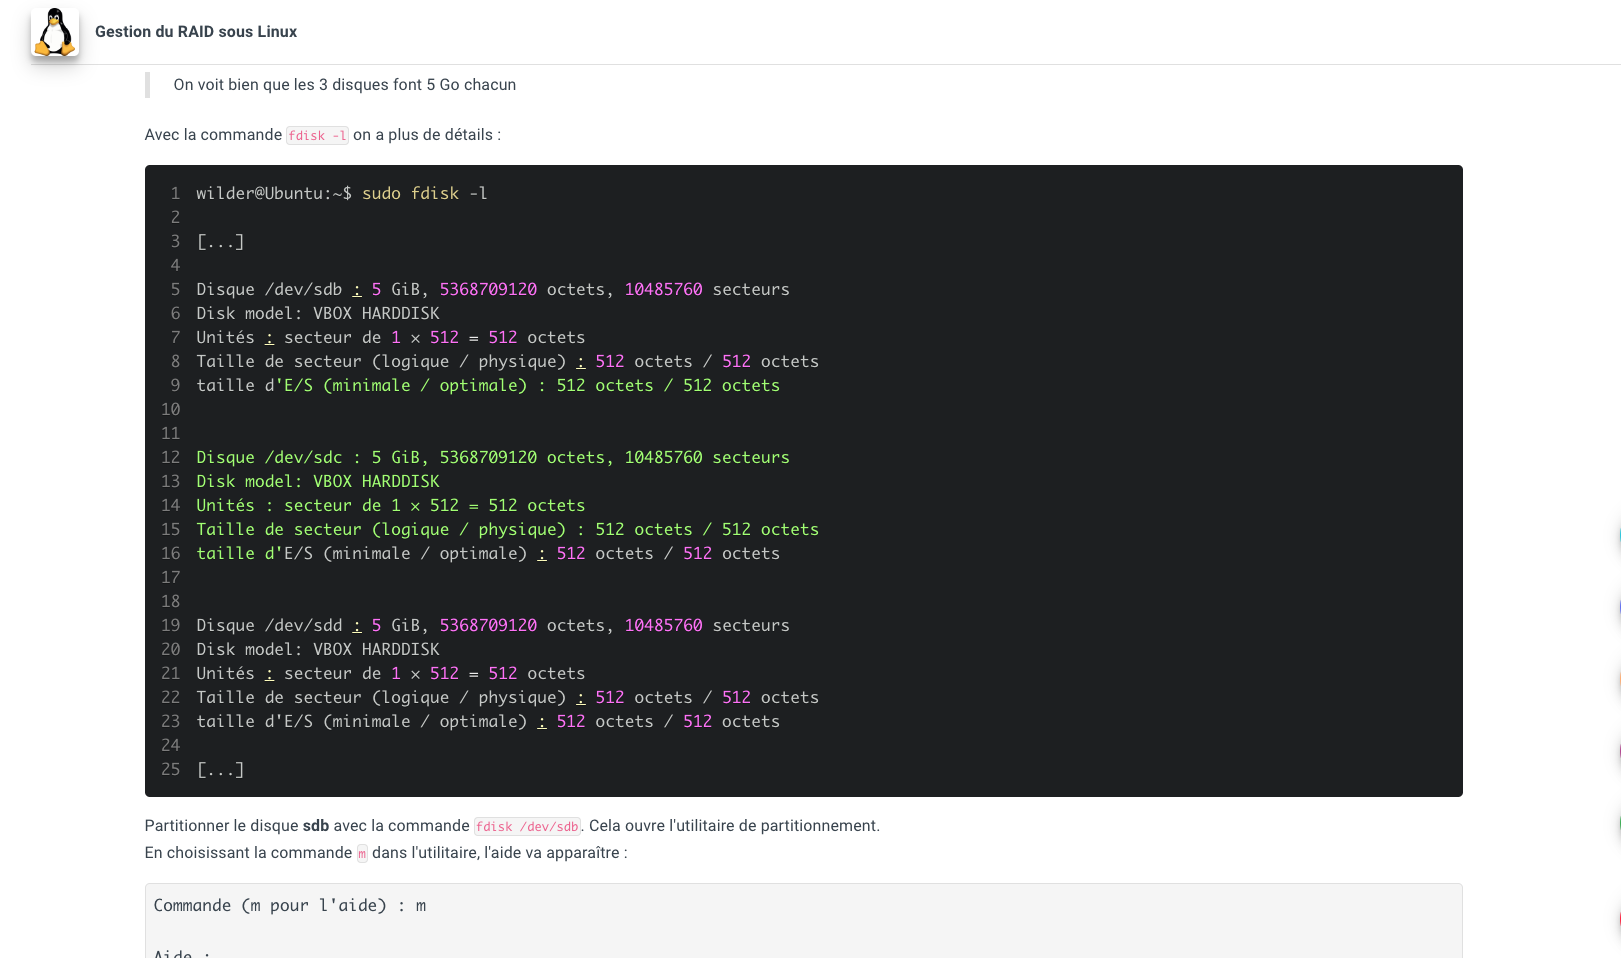 Gestion du RAID sous Linux
On voit bien que les 3 disques font 5 Go chacun
Avec la commande fdisk -l on a plus de détails :
1 wilder@Ubuntu:~$ sudo fdisk -l
2
3 [...]
4
5 Disque /dev/sdb : 5 GiB, 5368709120 octets, 10485760 secteurs
6 Disk model: VBOX HARDDISK
7 Unités : secteur de 1 × 512 = 512 octets
8 Taille de secteur (logique / physique) : 512 octets / 512 octets
9 taille d'E/S (minimale / optimale) : 512 octets / 512 octets
10
11
12 Disque /dev/sdc : 5 GiB, 5368709120 octets, 10485760 secteurs
13 Disk model: VBOX HARDDISK
14 Unités : secteur de 1 × 512 = 512 octets
15 Taille de secteur (logique / physique) : 512 octets / 512 octets
16 taille d'E/S (minimale / optimale) : 512 octets / 512 octets
17
18
19 Disque /dev/sdd : 5 GiB, 5368709120 octets, 10485760 secteurs
20 Disk model: VBOX HARDDISK
21 Unités : secteur de 1 × 512 = 512 octets
22 Taille de secteur (logique / physique) : 512 octets / 512 octets
23 taille d'E/S (minimale / optimale) : 512 octets / 512 octets
24
25 [...]
Partitionner le disque sdb avec la commande fdisk /dev/sdb. Cela ouvre l'utilitaire de partitionnement.
En choisissant la commande m dans l'utilitaire, l'aide va apparaître :
Commande (m pour l'aide) : m
Aide :